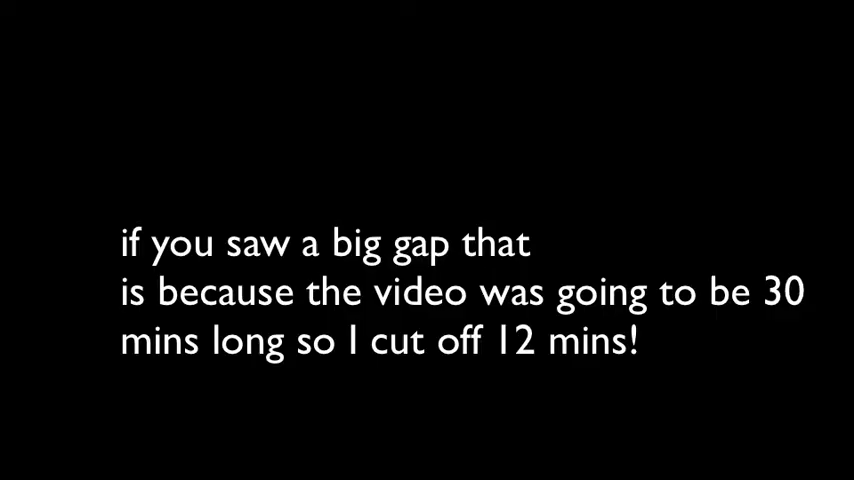 if you saw a big gap that
is because the video was going to be 30
mins long so I cut off 12 mins!